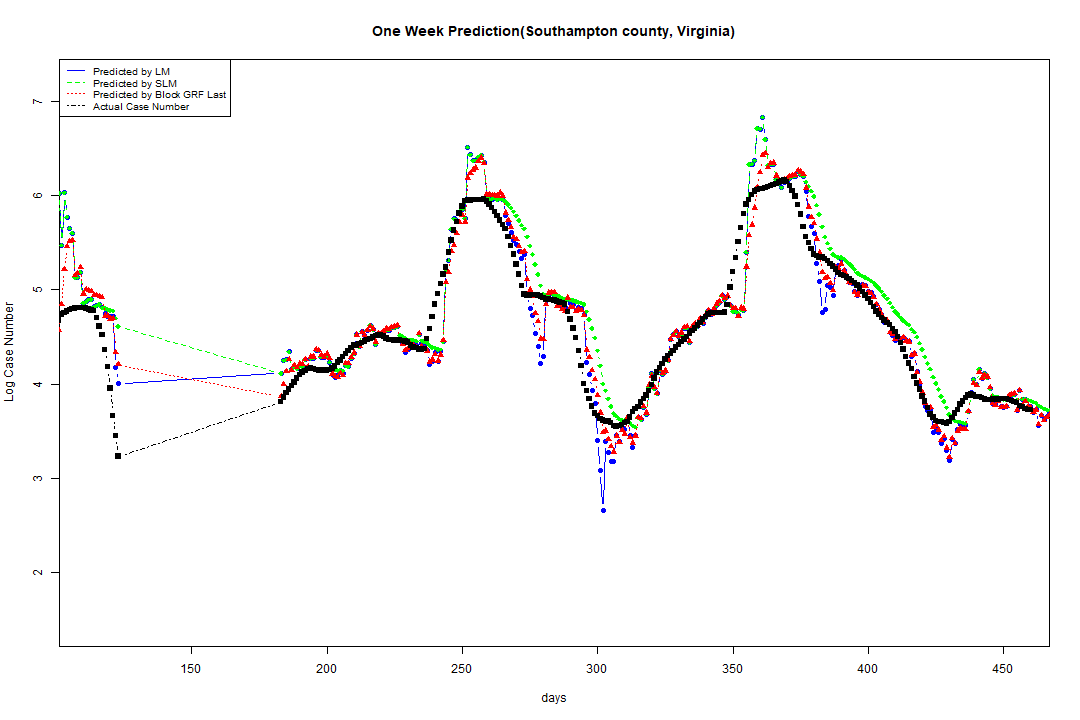 One Week Prediction(Southampton county, Virginia)
Predicted by LM
Predicted by SLM
Predicted by Block GRF Last
Actual Case Number
7
6
5
4
3
2
Log Case Number
150 200 250 300 350 400 450
days